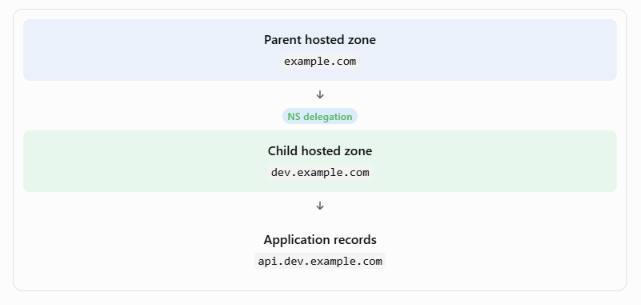 Parent hosted zone
example.com
↓
NS delegation
Child hosted zone
dev.example.com
↓
Application records
api.dev.example.com